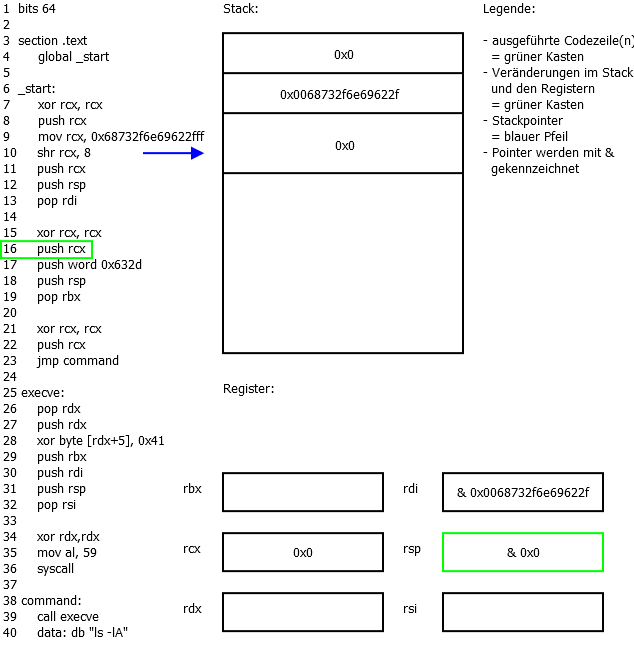 1 bits 64
2
3 section .text
4 global _start
5
6 _start:
7 xor rcx, rcx
8 push rcx
9 mov rcx, 0x68732f6e69622fff
10 shr rcx, 8
11 push rcx
12 push rsp
13 pop rdi
14
15 xor rcx, rcx
16 push rcx
17 push word 0x632d
18 push rsp
19 pop rbx
20
21 xor rcx, rcx
22 push rcx
23 jmp command
24
25 execve:
26 pop rdx
27 push rdx
28 xor byte [rdx+5], 0x41
29 push rbx
30 push rdi
31 push rsp
32 pop rsi
33
34 xor rdx,rdx
35 mov al, 59
36 syscall
37
38 command:
39 call execve
40 data: db "ls -lA"
Stack:
0x0
0x0068732f6e69622f
0x0
Register:
rbx
rdi & 0x0068732f6e69622f
rcx 0x0
rsp & 0x0
rdx
rsi
Legende:
- ausgeführte Codezeile(n)
= grüner Kasten
- Veränderungen im Stack
und den Registern
= grüner Kasten
- Stackpointer
= blauer Pfeil
- Pointer werden mit &
gekennzeichnet